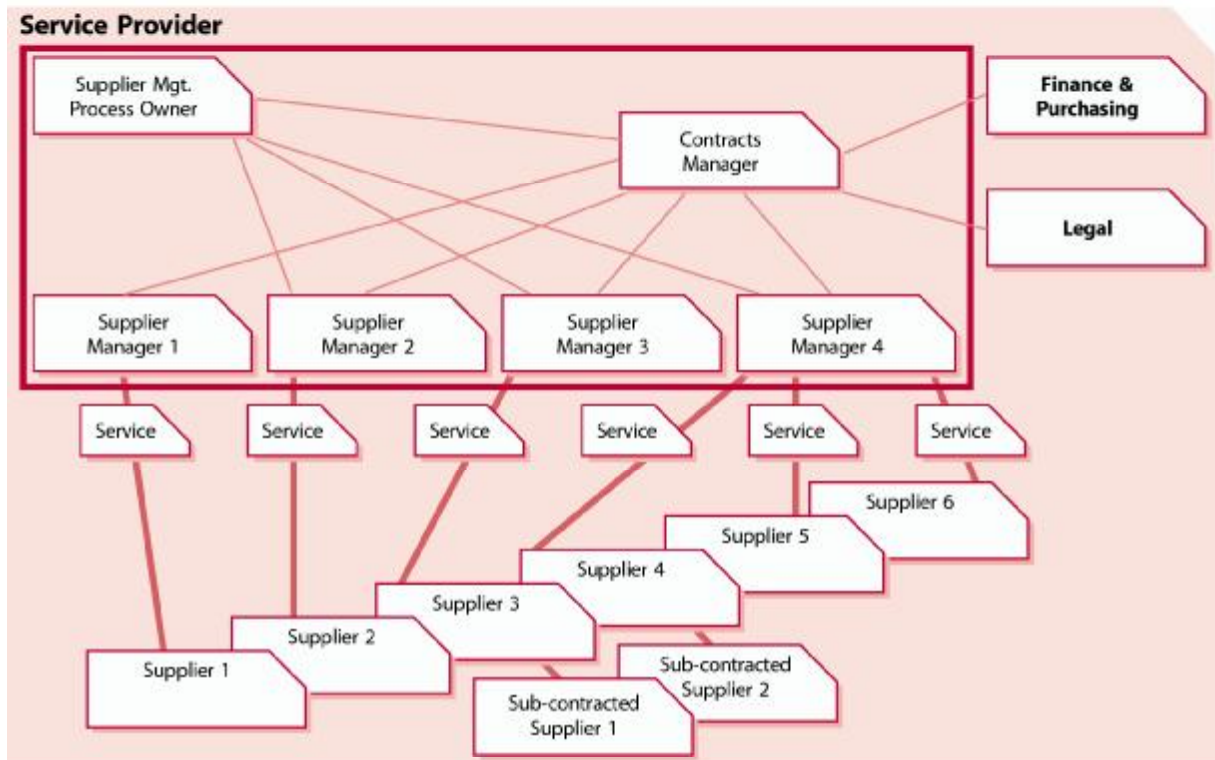 Service Provider
Supplier Mgt.
Process Owner
Finance &
Purchasing
Contracts
Manager
Legal
Supplier
Manager 1
Supplier
Manager 2
Supplier
Manager 3
Supplier
Manager 4
Service
Service
Service
Service
Service
Service
Supplier 6
Supplier 5
Supplier 4
Supplier 3
Supplier 2
Supplier 1
Sub-contracted
Supplier 2
Sub-contracted
Supplier 1